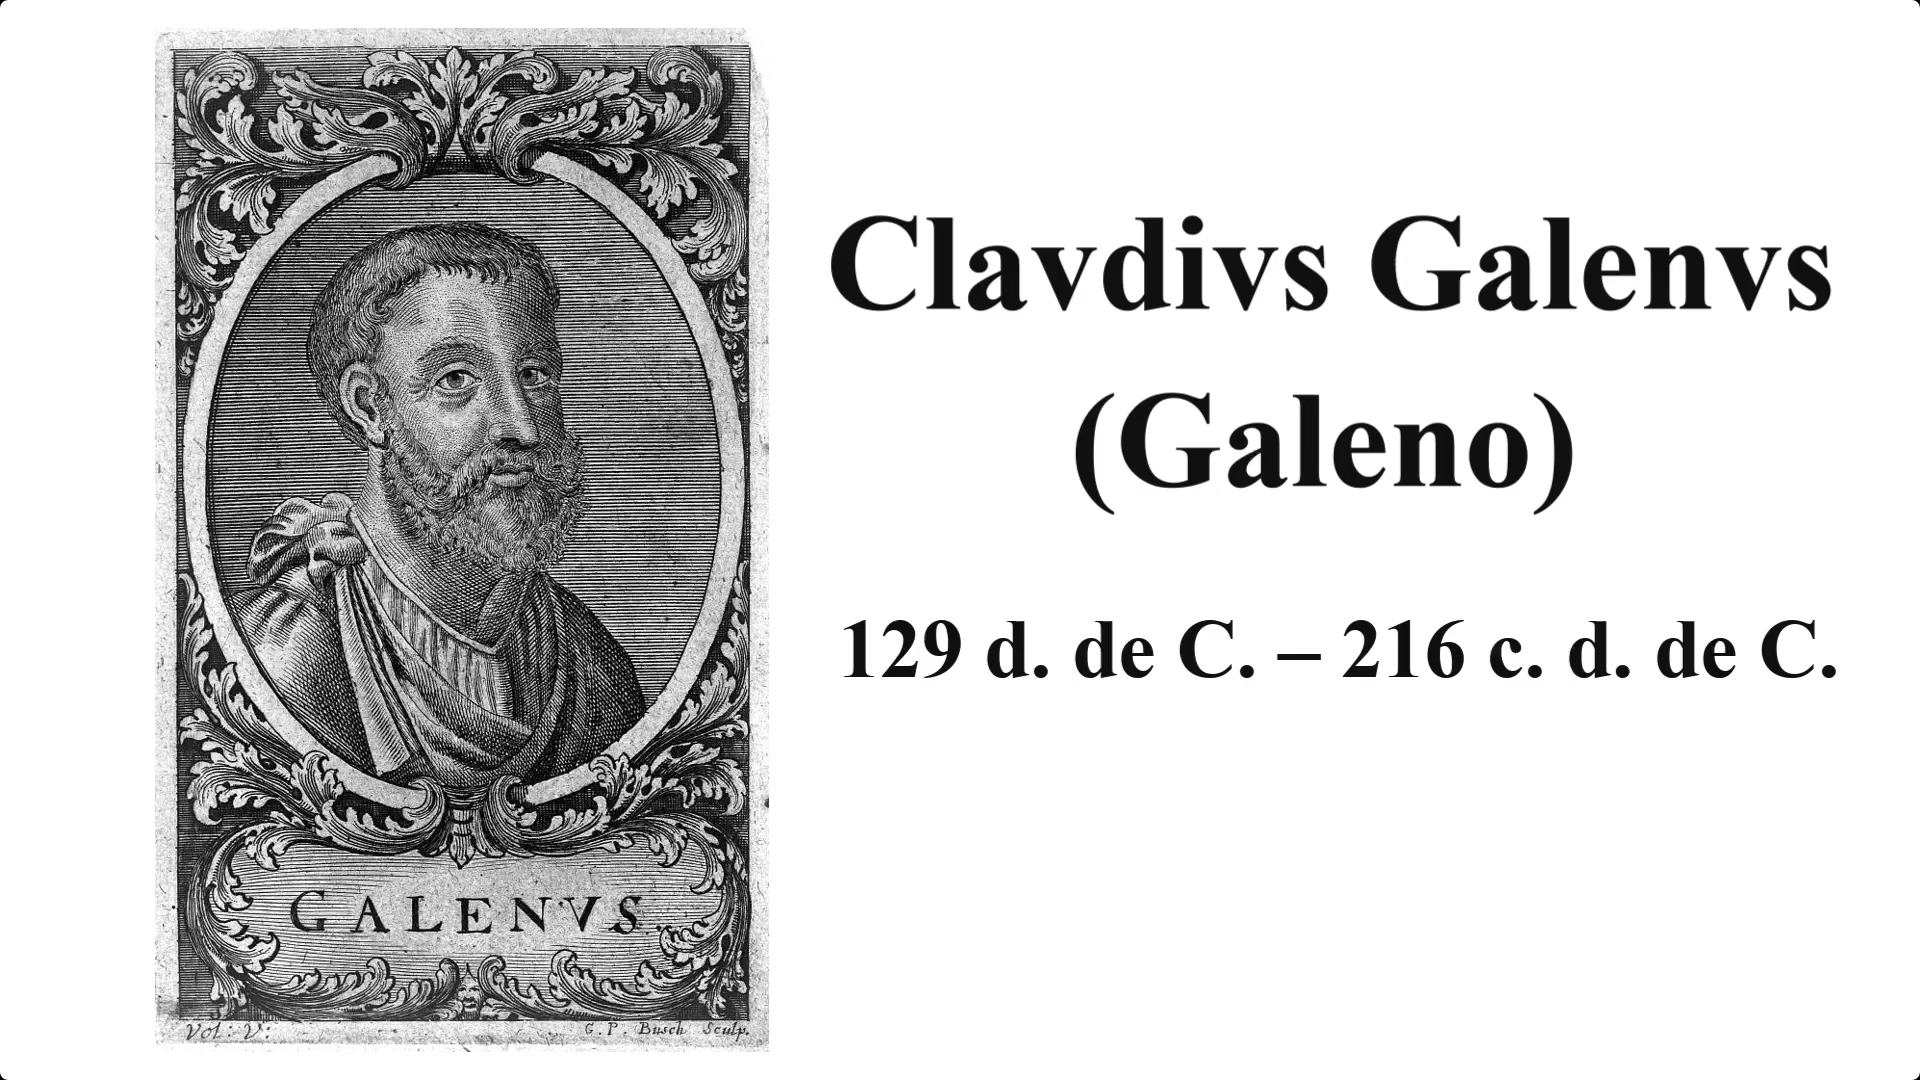 Clavdivs Galenvs
(Galeno)
129 d. de C. – 216 c. d. de C.
GALENVS.
Vol: V:
G. P. Busch Sculp.